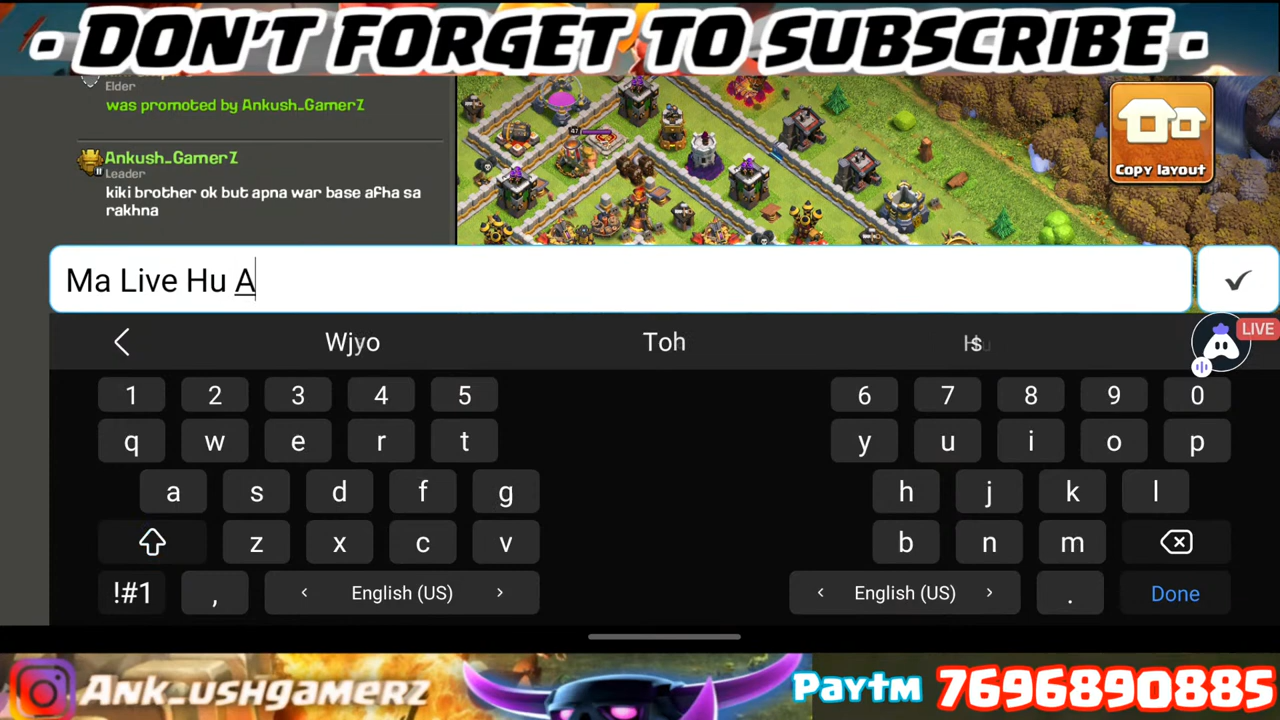 - DON'T FORGET TO SUBSCRIBE -
Elder
was promoted by Ankush_GamerZ
Ankush_GamerZ
Leader
kiki brother ok but apna war base afha sa
rakhna
47
Copy layout
Ma Live Hu A
Wjyo
Toh
LIVE
1 2 3 4 5 6 7 8 9 0
q w e r t y u i o p
a s d f g h j k l
z x c v b n m
!#1 , < English (US) > < English (US) > . Done
Ank_ushgamerz
Paytm 7696890885